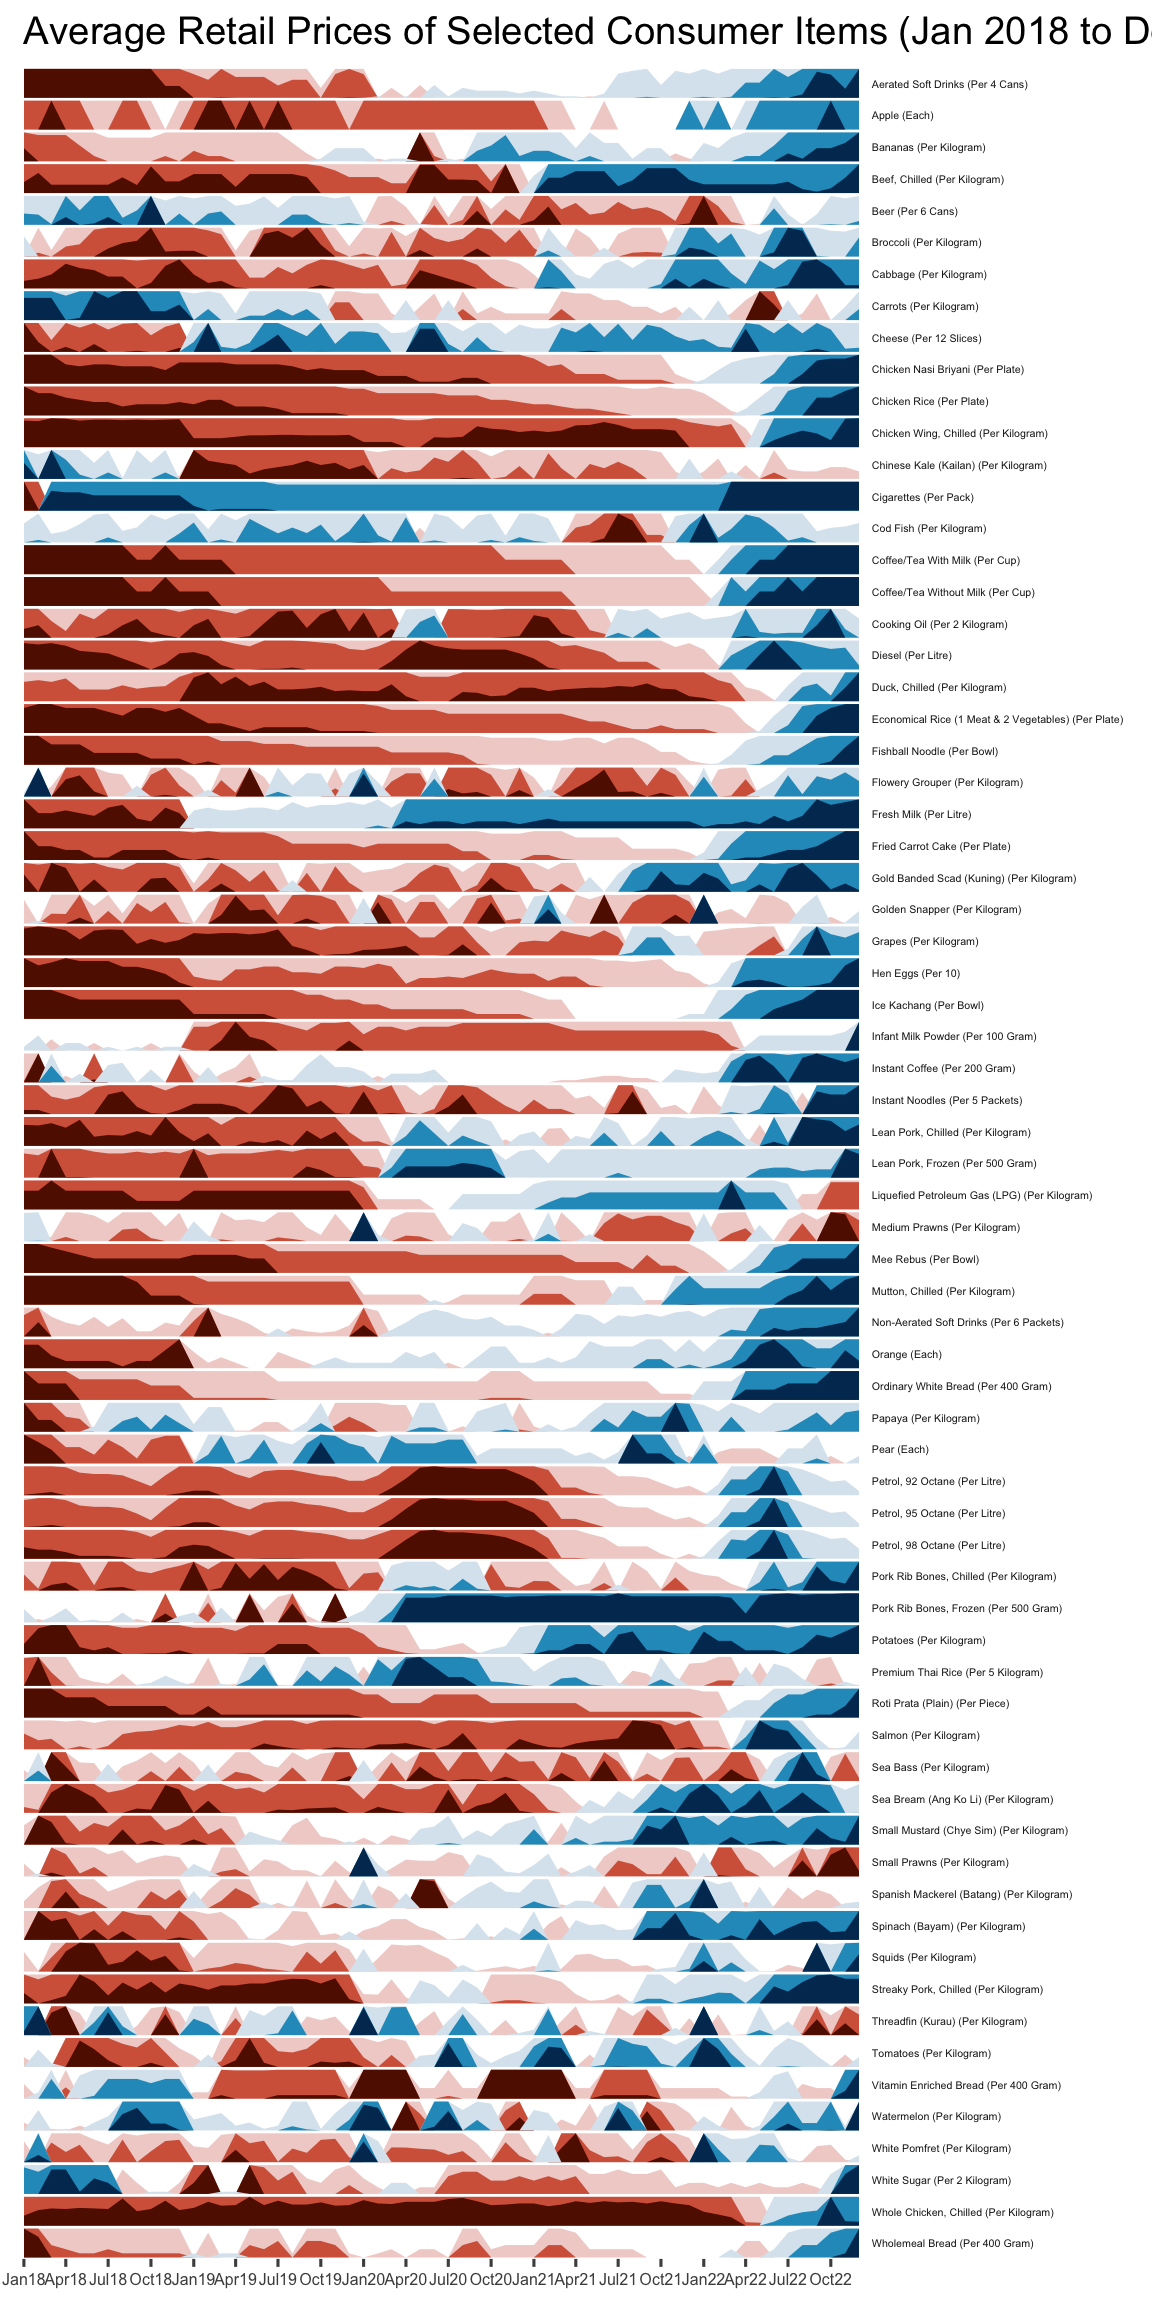 Average Retail Prices of Selected Consumer Items (Jan 2018 to De
Aerated Soft Drinks (Per 4 Cans)
Apple (Each)
Bananas (Per Kilogram)
Beef, Chilled (Per Kilogram)
Beer (Per 6 Cans)
Broccoli (Per Kilogram)
Cabbage (Per Kilogram)
Carrots (Per Kilogram)
Cheese (Per 12 Slices)
Chicken Nasi Briyani (Per Plate)
Chicken Rice (Per Plate)
Chicken Wing, Chilled (Per Kilogram)
Chinese Kale (Kailan) (Per Kilogram)
Cigarettes (Per Pack)
Cod Fish (Per Kilogram)
Coffee/Tea With Milk (Per Cup)
Coffee/Tea Without Milk (Per Cup)
Cooking Oil (Per 2 Kilogram)
Diesel (Per Litre)
Duck, Chilled (Per Kilogram)
Economical Rice (1 Meat & 2 Vegetables) (Per Plate)
Fishball Noodle (Per Bowl)
Flowery Grouper (Per Kilogram)
Fresh Milk (Per Litre)
Fried Carrot Cake (Per Plate)
Gold Banded Scad (Kuning) (Per Kilogram)
Golden Snapper (Per Kilogram)
Grapes (Per Kilogram)
Hen Eggs (Per 10)
Ice Kachang (Per Bowl)
Infant Milk Powder (Per 100 Gram)
Instant Coffee (Per 200 Gram)
Instant Noodles (Per 5 Packets)
Lean Pork, Chilled (Per Kilogram)
Lean Pork, Frozen (Per 500 Gram)
Liquefied Petroleum Gas (LPG) (Per Kilogram)
Medium Prawns (Per Kilogram)
Mee Rebus (Per Bowl)
Mutton, Chilled (Per Kilogram)
Non-Aerated Soft Drinks (Per 6 Packets)
Orange (Each)
Ordinary White Bread (Per 400 Gram)
Papaya (Per Kilogram)
Pear (Each)
Petrol, 92 Octane (Per Litre)
Petrol, 95 Octane (Per Litre)
Petrol, 98 Octane (Per Litre)
Pork Rib Bones, Chilled (Per Kilogram)
Pork Rib Bones, Frozen (Per 500 Gram)
Potatoes (Per Kilogram)
Premium Thai Rice (Per 5 Kilogram)
Roti Prata (Plain) (Per Piece)
Salmon (Per Kilogram)
Sea Bass (Per Kilogram)
Sea Bream (Ang Ko Li) (Per Kilogram)
Small Mustard (Chye Sim) (Per Kilogram)
Small Prawns (Per Kilogram)
Spanish Mackerel (Batang) (Per Kilogram)
Spinach (Bayam) (Per Kilogram)
Squids (Per Kilogram)
Streaky Pork, Chilled (Per Kilogram)
Threadfin (Kurau) (Per Kilogram)
Tomatoes (Per Kilogram)
Vitamin Enriched Bread (Per 400 Gram)
Watermelon (Per Kilogram)
White Pomfret (Per Kilogram)
White Sugar (Per 2 Kilogram)
Whole Chicken, Chilled (Per Kilogram)
Wholemeal Bread (Per 400 Gram)
Jan18 Apr18 Jul18 Oct18 Jan19 Apr19 Jul19 Oct19 Jan20 Apr20 Jul20 Oct20 Jan21 Apr21 Jul21 Oct21 Jan22 Apr22 Jul22 Oct22